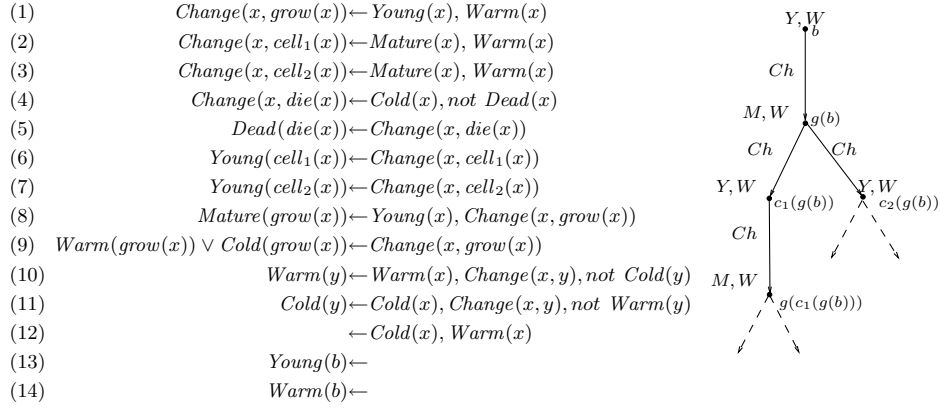 (1) Change(x, grow(x))←Young(x), Warm(x)
(2) Change(x, cell₁(x))←Mature(x), Warm(x)
(3) Change(x, cell₂(x))←Mature(x), Warm(x)
(4) Change(x, die(x))←Cold(x), not Dead(x)
(5) Dead(die(x))←Change(x, die(x))
(6) Young(cell₁(x))←Change(x, cell₁(x))
(7) Young(cell₂(x))←Change(x, cell₂(x))
(8) Mature(grow(x))←Young(x), Change(x, grow(x))
(9) Warm(grow(x)) ∨ Cold(grow(x))←Change(x, grow(x))
(10) Warm(y)←Warm(x), Change(x, y), not Cold(y)
(11) Cold(y)←Cold(x), Change(x, y), not Warm(y)
(12) ←Cold(x), Warm(x)
(13) Young(b)←
(14) Warm(b)←
Y, W
b
Ch
M, W
g(b)
Ch Ch
Y, W Y, W
c₁(g(b)) c₂(g(b))
Ch
M, W
g(c₁(g(b)))